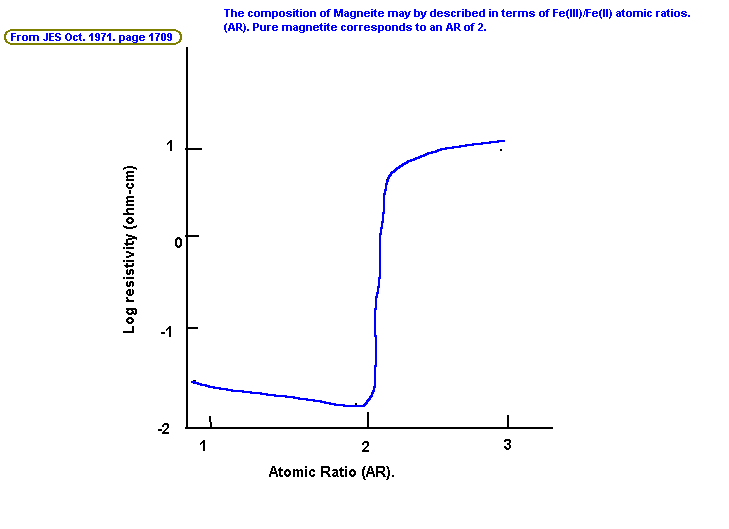 The composition of Magneite may by described in terms of Fe(III)/Fe(II) atomic ratios.
(AR). Pure magnetite corresponds to an AR of 2.
From JES Oct. 1971. page 1709
1
0
-1
-2
Log resistivity (ohm-cm)
1 2 3
Atomic Ratio (AR).